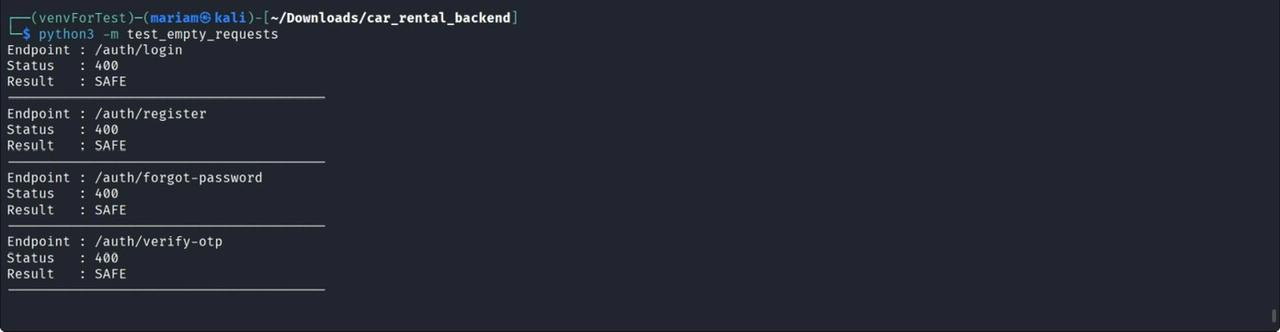 ┌──(venvForTest)─(mariam㉿kali)-[~/Downloads/car_rental_backend]
└─$ python3 -m test_empty_requests
Endpoint : /auth/login
Status   : 400
Result   : SAFE
────────────────────────────────────────
Endpoint : /auth/register
Status   : 400
Result   : SAFE
────────────────────────────────────────
Endpoint : /auth/forgot-password
Status   : 400
Result   : SAFE
────────────────────────────────────────
Endpoint : /auth/verify-otp
Status   : 400
Result   : SAFE
────────────────────────────────────────